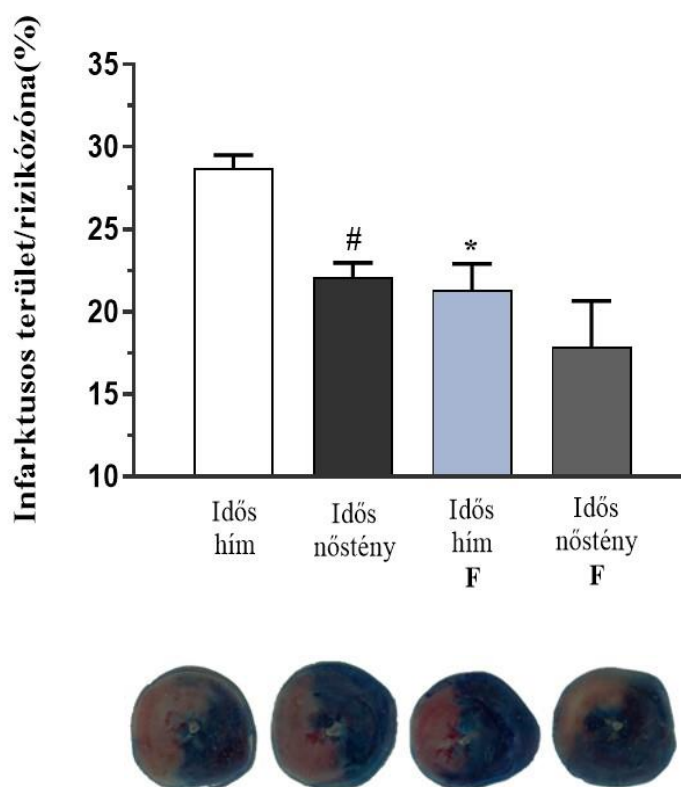 Infarktusos terület/rizikózóna(%)
35
30
25
20
15
10
#
*
Idős
hím
Idős
nőstény
Idős
hím
F
Idős
nőstény
F